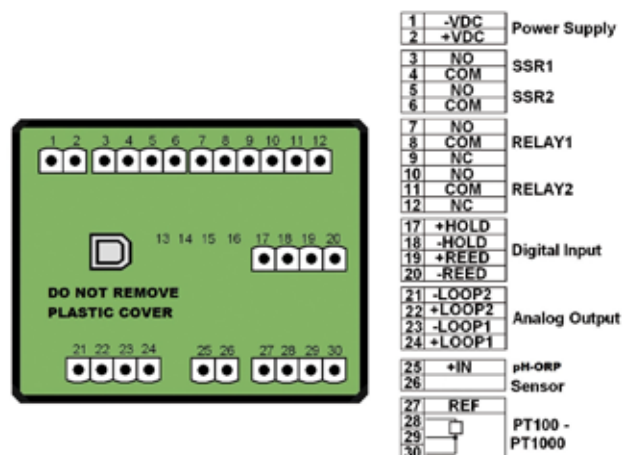 1 2 3 4 5 6 7 8 9 10 11 12
13 14 15 16 17 18 19 20
DO NOT REMOVE
PLASTIC COVER
21 22 23 24 25 26 27 28 29 30
1 -VDC
2 +VDC
Power Supply
3 NO
4 COM
SSR1
5 NO
6 COM
SSR2
7 NO
8 COM
9 NC
RELAY1
10 NO
11 COM
12 NC
RELAY2
17 +HOLD
18 -HOLD
19 +REED
20 -REED
Digital Input
21 -LOOP2
22 +LOOP2
23 -LOOP1
24 +LOOP1
Analog Output
25 +IN
26
pH-ORP
Sensor
27 REF
28
29
30
PT100 -
PT1000